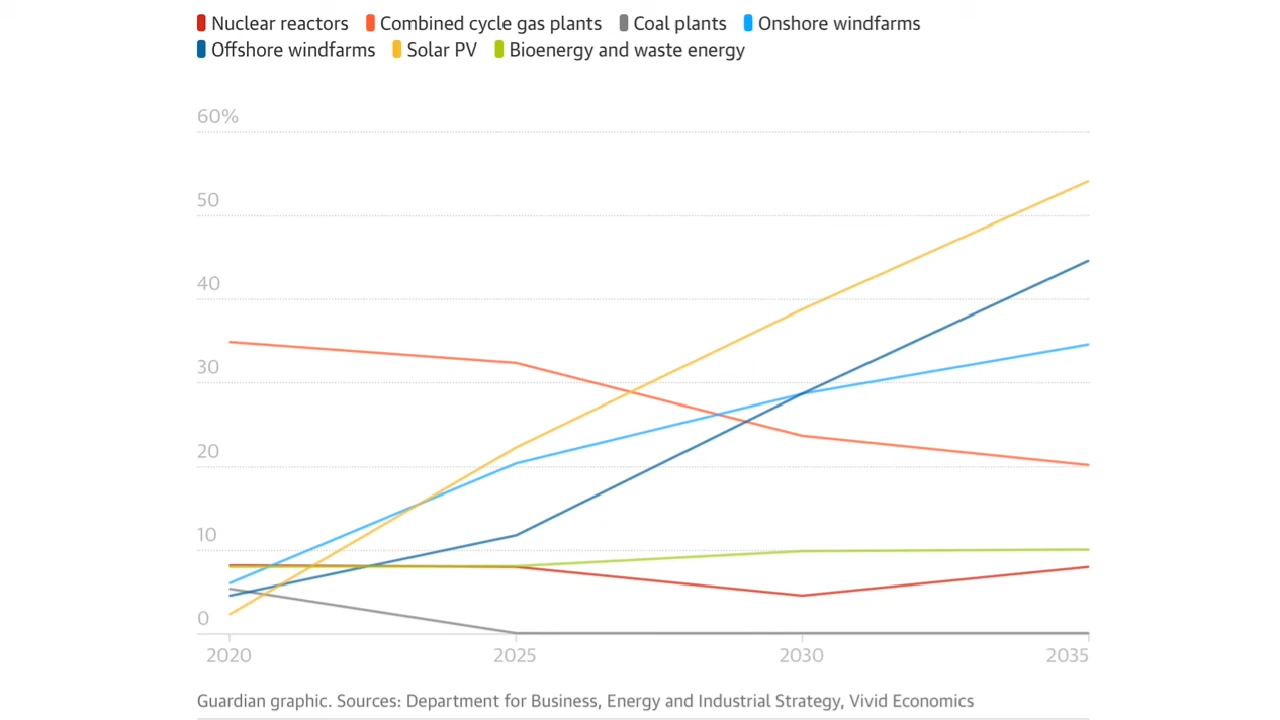 Nuclear reactors Combined cycle gas plants Coal plants Onshore windfarms
Offshore windfarms Solar PV Bioenergy and waste energy
60%
50
40
30
20
10
0
2020 2025 2030 2035
Guardian graphic. Sources: Department for Business, Energy and Industrial Strategy, Vivid Economics